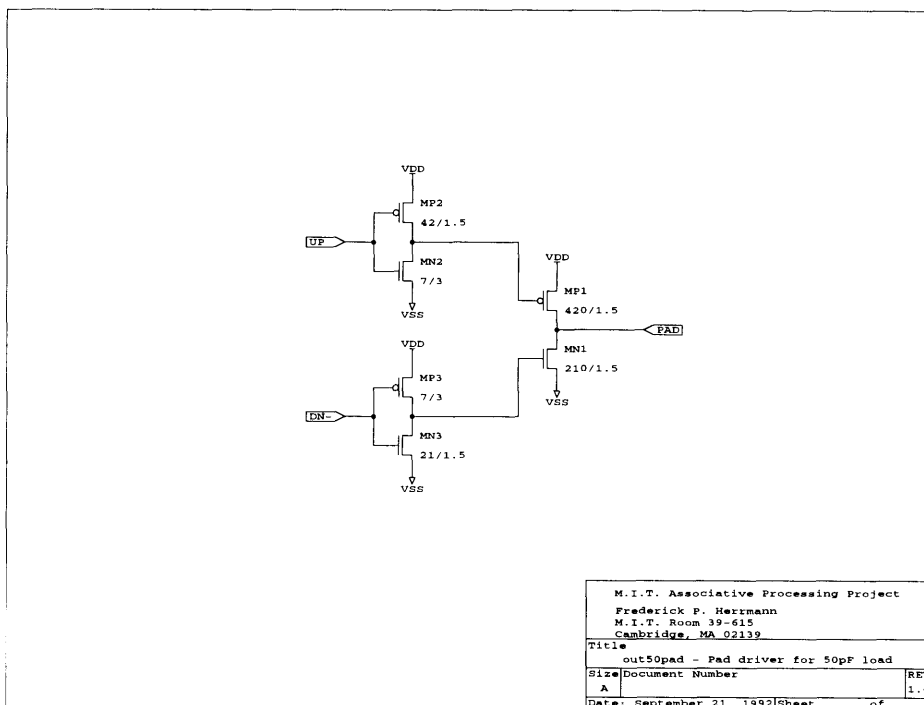 VDD
MP2
42/1.5
UP
MN2
7/3
VSS
VDD
MP1
420/1.5
PAD
MN1
210/1.5
VSS
VDD
MP3
7/3
DN-
MN3
21/1.5
VSS
M.I.T. Associative Processing Project
Frederick P. Herrmann
M.I.T. Room 39-615
Cambridge, MA 02139
Title
out50pad - Pad driver for 50pF load
Size Document Number
A
1.
Date: September 21, 1992 Sheet of